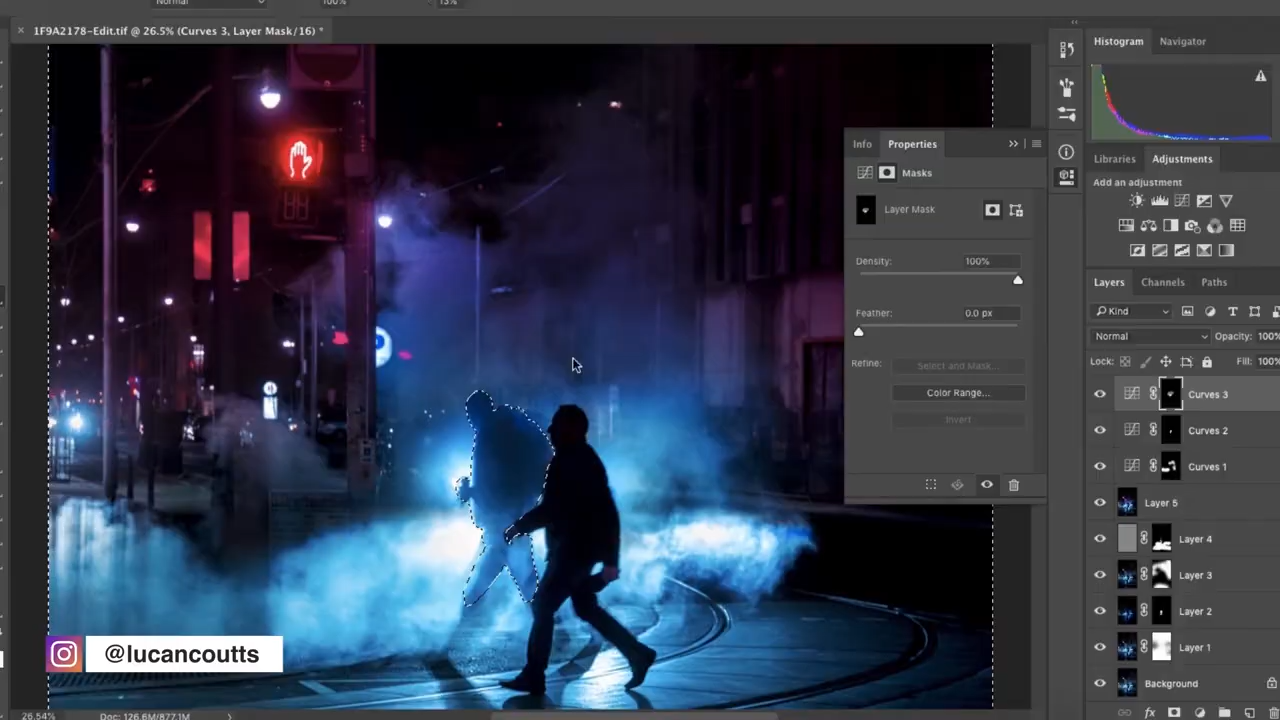 100%
13%
1F9A2178-Edit.tif @ 26.5% (Curves 3, Layer Mask/16) *
Histogram
Navigator
Info
Properties
Masks
Libraries
Adjustments
Add an adjustment
Layer Mask
Density:
100%
Layers
Channels
Paths
Feather:
0.0 px
Kind
Normal
Opacity:
100%
Refine:
Select and Mask...
Lock:
Fill:
100%
Color Range...
Curves 3
Invert
Curves 2
Curves 1
Layer 5
Layer 4
Layer 3
Layer 2
Layer 1
@lucancoutts
Background
26.54%
Doc: 126.6M/877.1M
fx